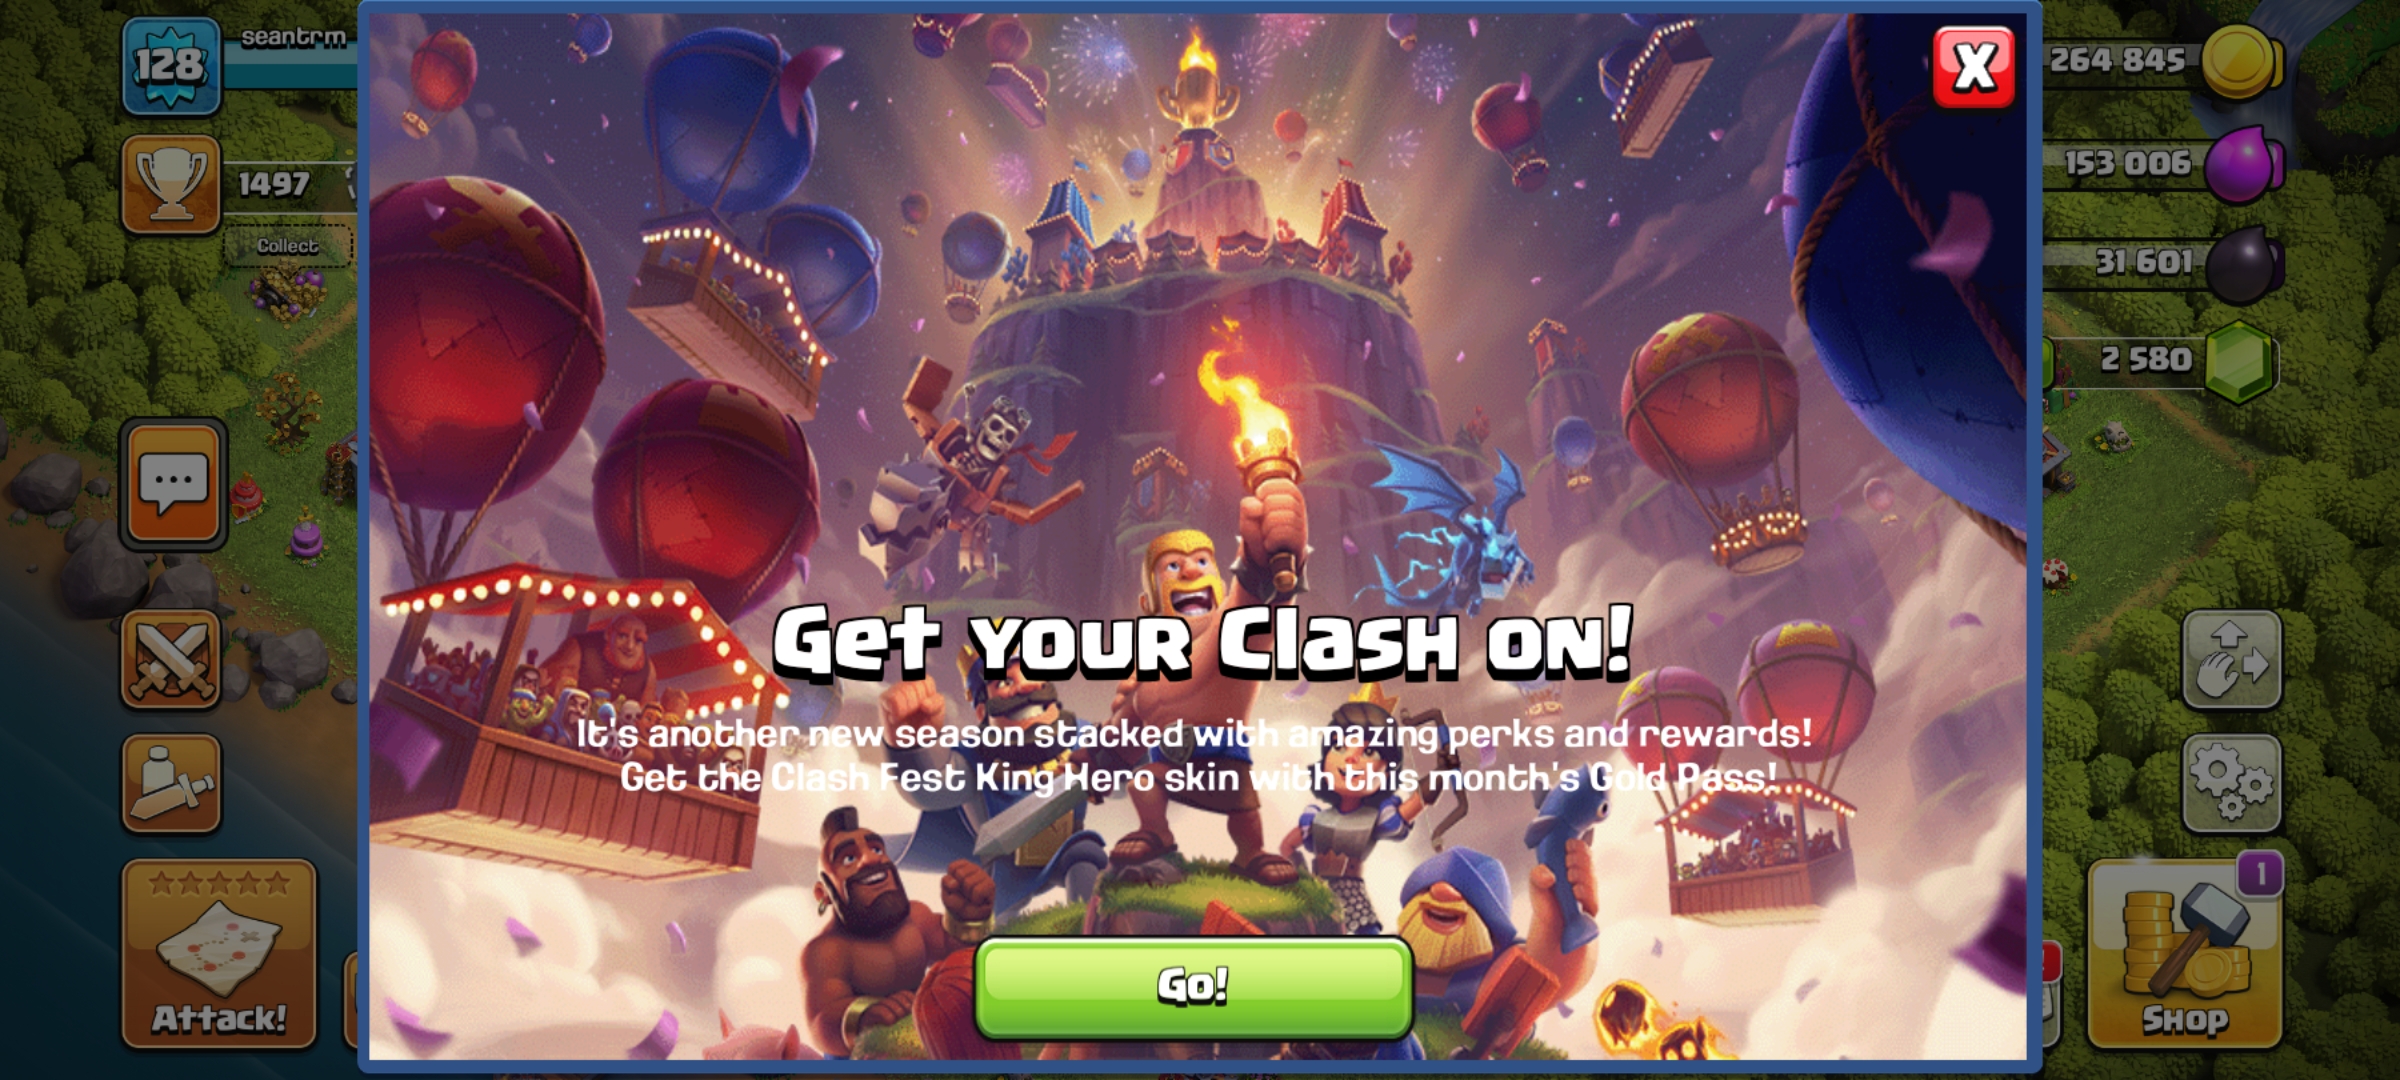 128
seantrm
264 845
153 006
1497
Collect
31 601
2 580
Get your Clash on!
It's another new season stacked with amazing perks and rewards!
Get the Clash Fest King Hero skin with this month's Gold Pass!
Go!
Attack!
1
Shop
X